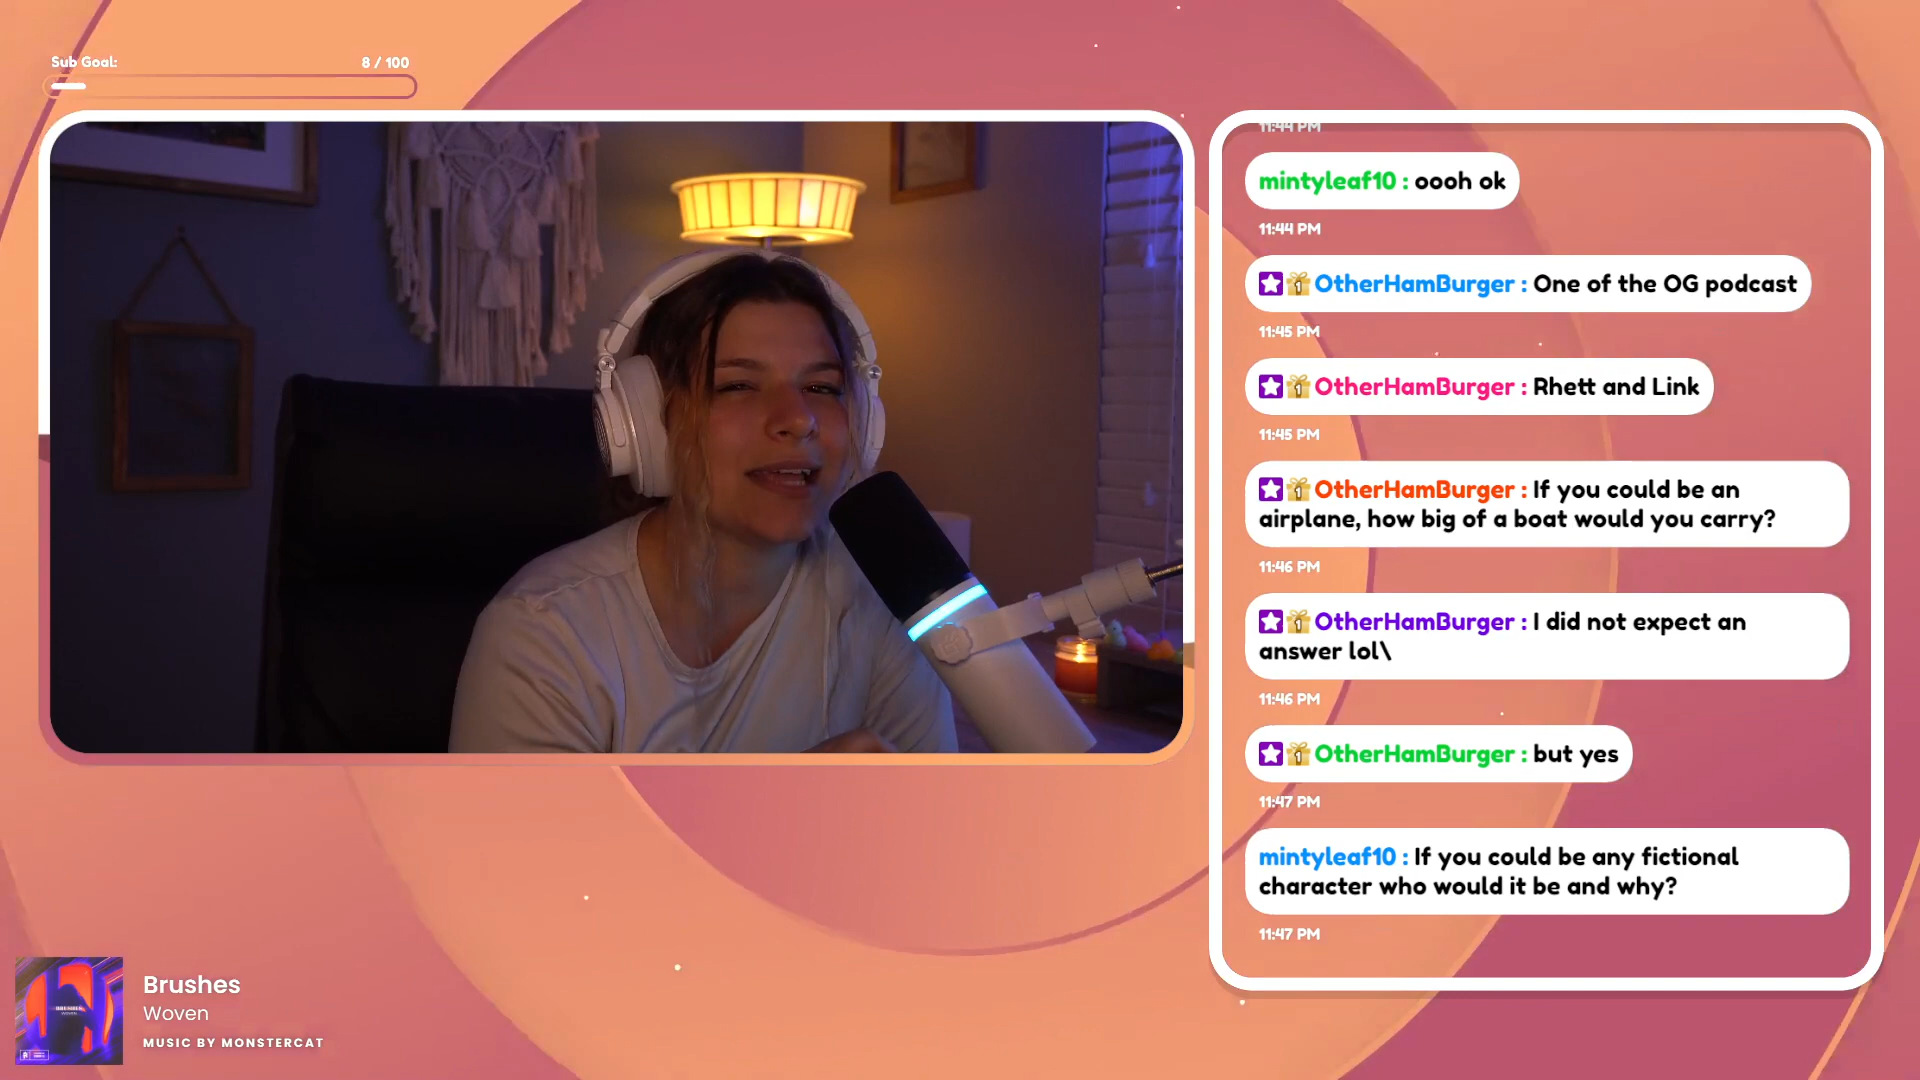 Sub Goal: 8 / 100
11:44 PM
mintyleaf10 : oooh ok
11:44 PM
OtherHamBurger : One of the OG podcast
11:45 PM
OtherHamBurger : Rhett and Link
11:45 PM
OtherHamBurger : If you could be an
airplane, how big of a boat would you carry?
11:46 PM
OtherHamBurger : I did not expect an
answer lol\
11:46 PM
OtherHamBurger : but yes
11:47 PM
mintyleaf10 : If you could be any fictional
character who would it be and why?
11:47 PM
Brushes
Woven
MUSIC BY MONSTERCAT